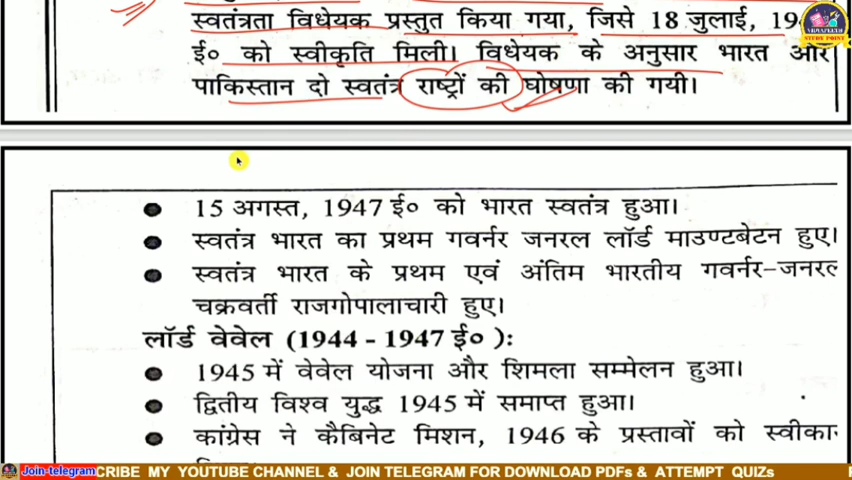 स्वतंत्रता विधेयक प्रस्तुत किया गया, जिसे 18 जुलाई,
ई० को स्वीकृति मिली। विधेयक के अनुसार भारत और
पाकिस्तान दो स्वतंत्र राष्ट्रों की घोषणा की गयी।
15 अगस्त, 1947 ई० को भारत स्वतंत्र हुआ।
स्वतंत्र भारत का प्रथम गवर्नर जनरल लॉर्ड माउण्टबेटन हुए।
स्वतंत्र भारत के प्रथम एवं अंतिम भारतीय गवर्नर-जनरल
चक्रवर्ती राजगोपालाचारी हुए।
लॉर्ड वेवेल (1944 - 1947 ई० ):
1945 में वेवेल योजना और शिमला सम्मेलन हुआ।
द्वितीय विश्व युद्ध 1945 में समाप्त हुआ।
कांग्रेस ने कैबिनेट मिशन, 1946 के प्रस्तावों को
Join-telegram CRIBE MY YOUTUBE CHANNEL & JOIN TELEGRAM FOR DOWNLOAD PDFs & ATTEMPT QUIZs
STUDY POINT